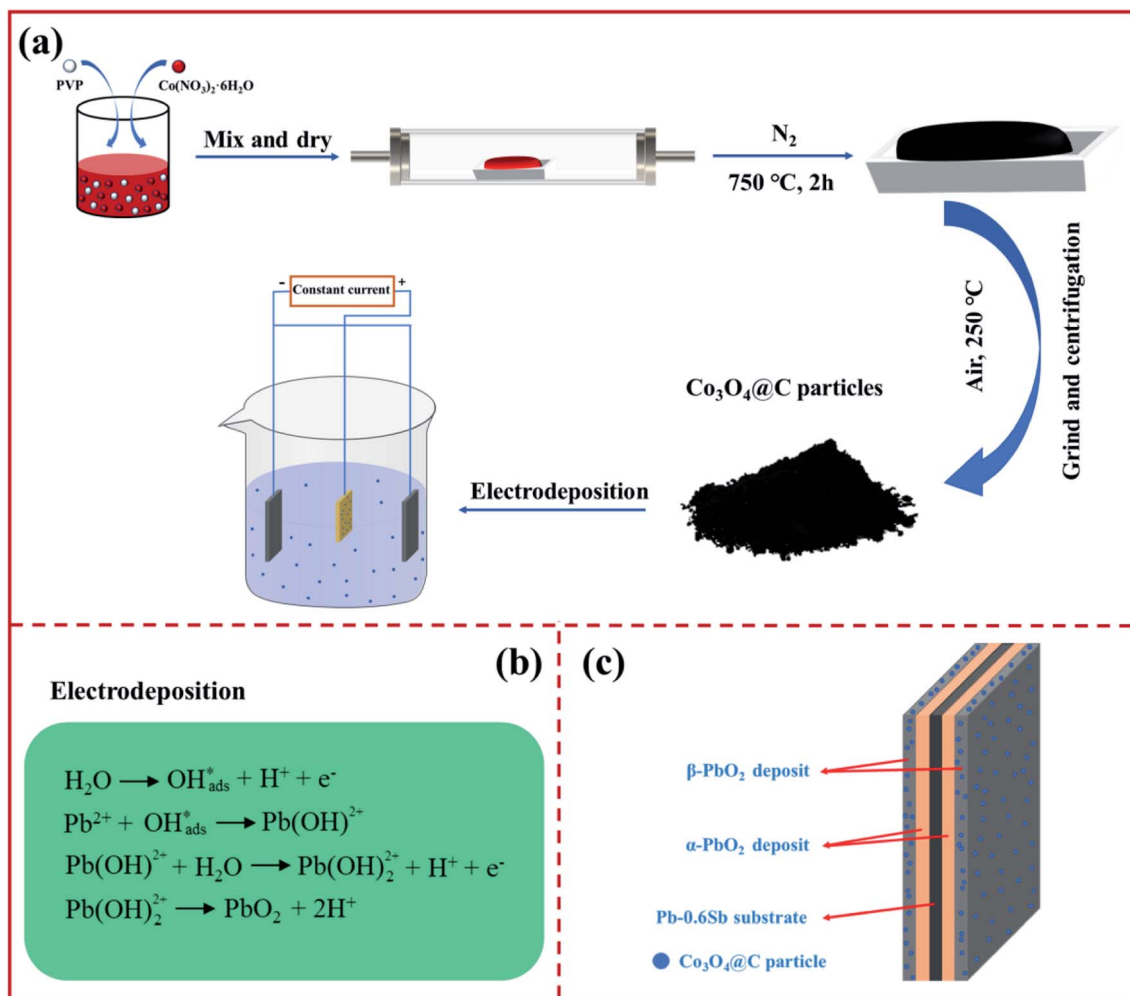 (a)
PVP
Co(NO₃)₂·6H₂O
Mix and dry
N₂
750 °C, 2h
Grind and centrifugation
Air, 250 °C
- Constant current +
Co₃O₄@C particles
Electrodeposition
(b)
Electrodeposition
H₂O → OH*ads + H⁺ + e⁻
Pb²⁺ + OH*ads → Pb(OH)²⁺
Pb(OH)²⁺ + H₂O → Pb(OH)₂²⁺ + H⁺ + e⁻
Pb(OH)₂²⁺ → PbO₂ + 2H⁺
(c)
β-PbO₂ deposit
α-PbO₂ deposit
Pb-0.6Sb substrate
Co₃O₄@C particle